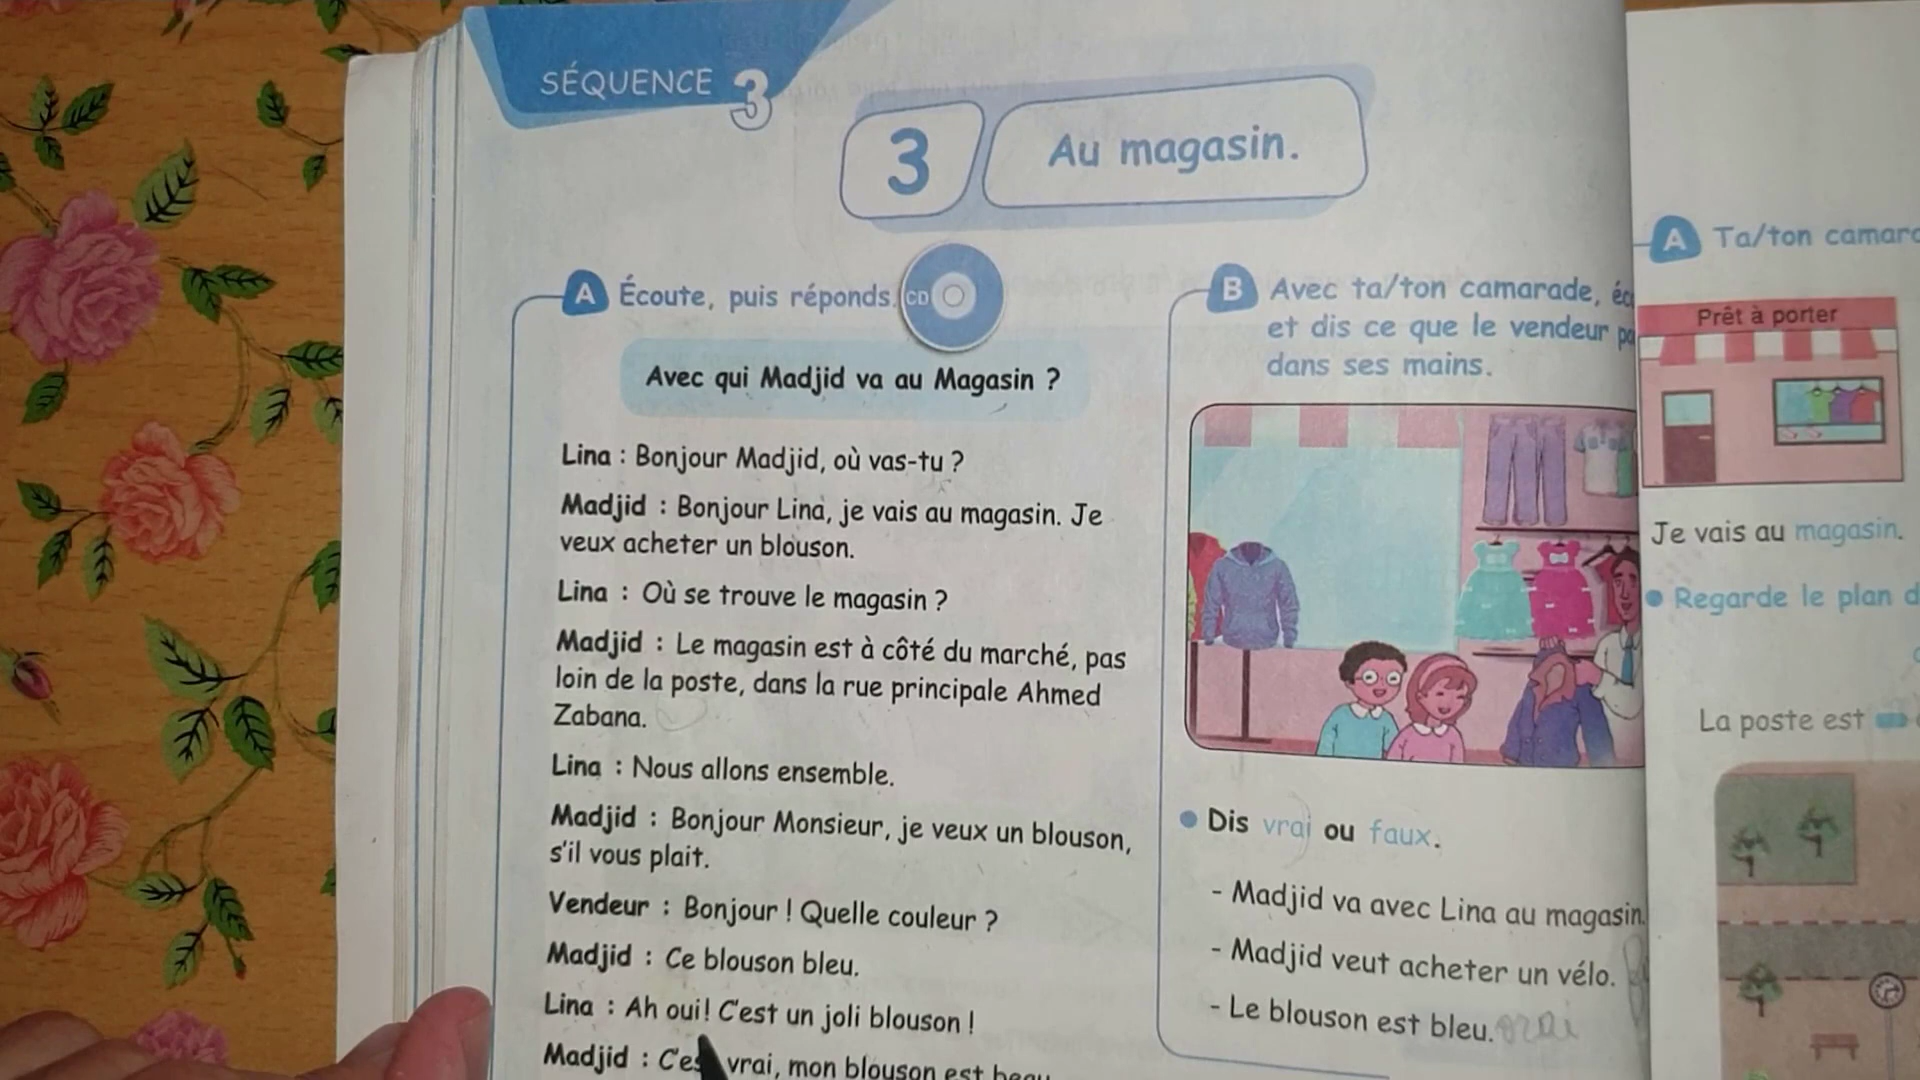 SÉQUENCE 3
3 Au magasin.
A Écoute, puis réponds. CD
Avec qui Madjid va au Magasin ?
Lina : Bonjour Madjid, où vas-tu ?
Madjid : Bonjour Lina, je vais au magasin. Je
veux acheter un blouson.
Lina : Où se trouve le magasin ?
Madjid : Le magasin est à côté du marché, pas
loin de la poste, dans la rue principale Ahmed
Zabana.
Lina : Nous allons ensemble.
Madjid : Bonjour Monsieur, je veux un blouson,
s'il vous plait.
Vendeur : Bonjour ! Quelle couleur ?
Madjid : Ce blouson bleu.
Lina : Ah oui! C'est un joli blouson !
Madjid : vrai, mon blouson est beau
B Avec ta/ton camarade,
et dis ce que le vendeur
dans ses mains.
Dis vrai ou faux.
- Madjid va avec Lina au magasin.
- Madjid veut acheter un vélo.
- Le blouson est bleu. vrai
A Ta/ton
Prêt à porter
Je vais au magasin.
Regarde le plan
La poste est